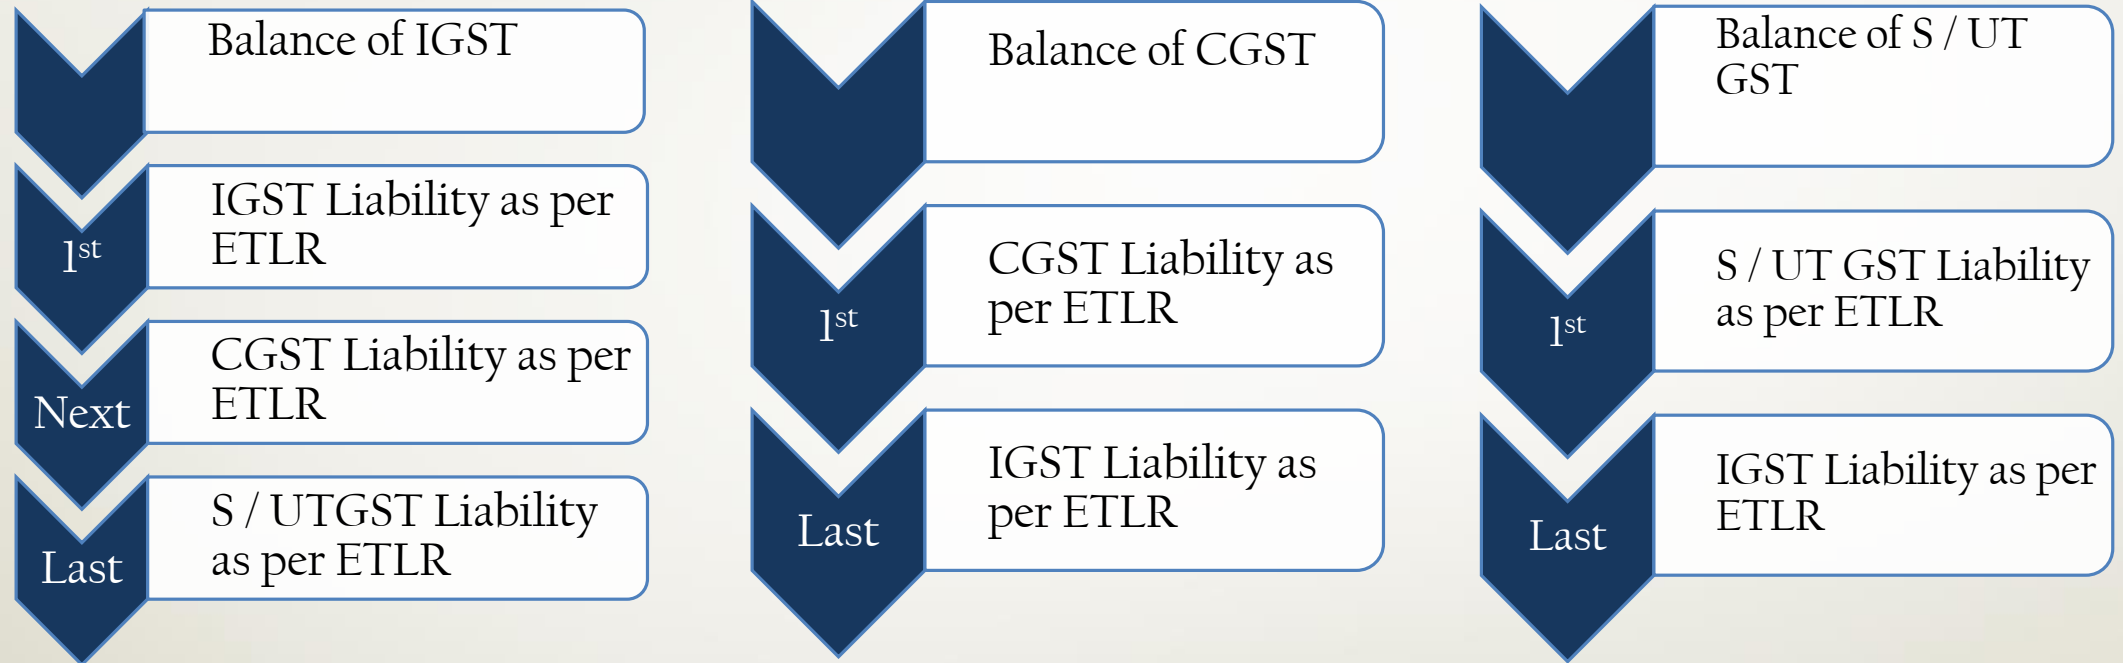 Balance of IGST
1st
IGST Liability as per
ETLR
Next
CGST Liability as per
ETLR
Last
S / UTGST Liability
as per ETLR
Balance of CGST
1st
CGST Liability as
per ETLR
Last
IGST Liability as
per ETLR
Balance of S / UT
GST
1st
S / UT GST Liability
as per ETLR
Last
IGST Liability as per
ETLR